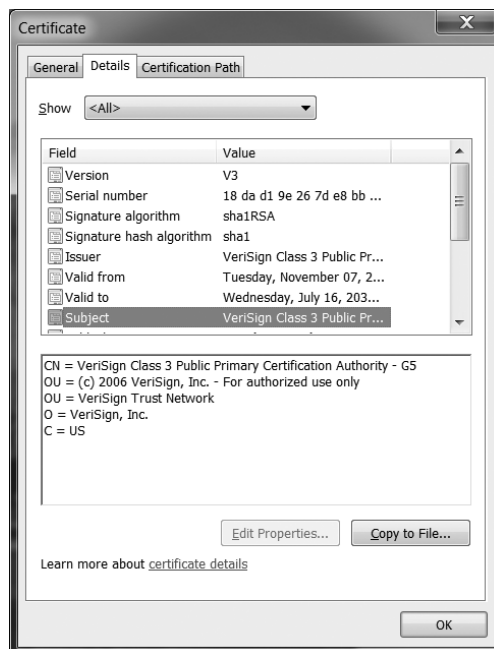 Certificate
X
General Details Certification Path
Show <All>
Field Value
Version V3
Serial number 18 da d1 9e 26 7d e8 bb ...
Signature algorithm sha1RSA
Signature hash algorithm sha1
Issuer VeriSign Class 3 Public Pr...
Valid from Tuesday, November 07, 2...
Valid to Wednesday, July 16, 203...
Subject VeriSign Class 3 Public Pr...
CN = VeriSign Class 3 Public Primary Certification Authority - G5
OU = (c) 2006 VeriSign, Inc. - For authorized use only
OU = VeriSign Trust Network
O = VeriSign, Inc.
C = US
Edit Properties... Copy to File...
Learn more about certificate details
OK